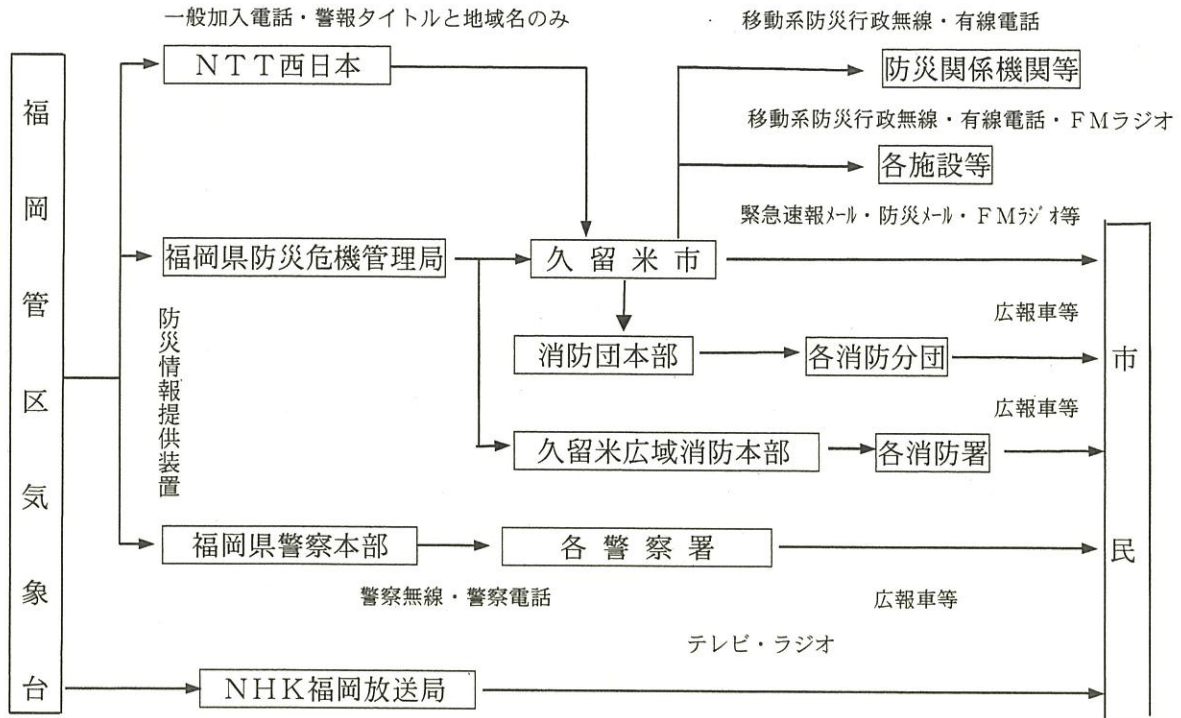 一般加入電話・警報タイトルと地域名のみ
移動系防災行政無線・有線電話
NTT西日本
防災関係機関等
移動系防災行政無線・有線電話・FMラジオ
各施設等
緊急速報ﾒｰﾙ・防災ﾒｰﾙ・FMﾗｼﾞｵ等
福岡管区気象台
福岡県防災危機管理局
久留米市
防災情報提供装置
広報車等
消防団本部
各消防分団
市民
広報車等
久留米広域消防本部
各消防署
福岡県警察本部
各警察署
警察無線・警察電話
広報車等
テレビ・ラジオ
NHK福岡放送局